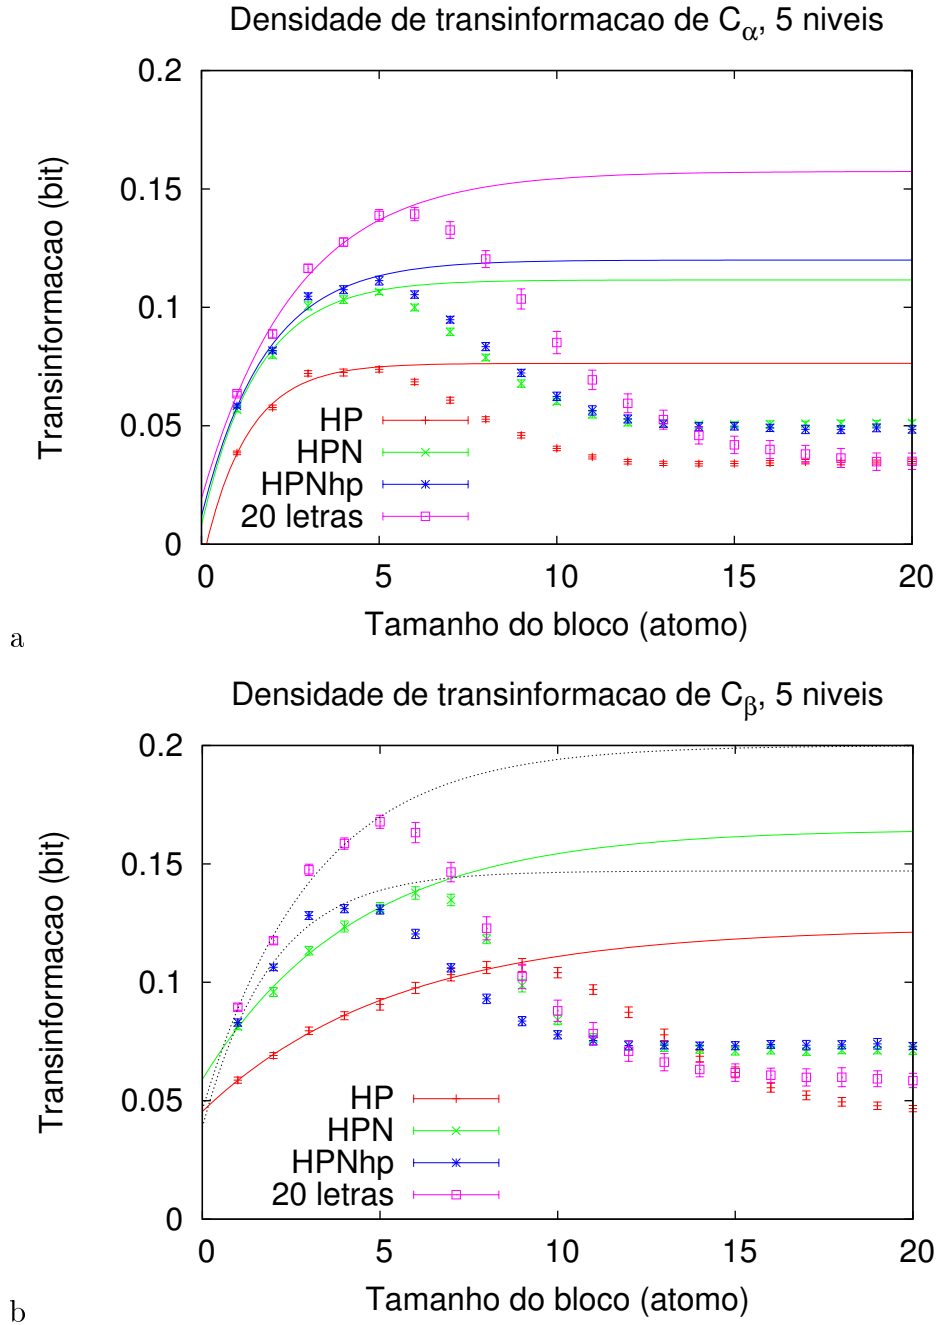 Densidade de transinformacao de Cα, 5 niveis
0.2
0.15
0.1
0.05
0
Transinformacao (bit)
HP
HPN
HPNhp
20 letras
0 5 10 15 20
Tamanho do bloco (atomo)
a
Densidade de transinformacao de Cβ, 5 niveis
0.2
0.15
0.1
0.05
0
Transinformacao (bit)
HP
HPN
HPNhp
20 letras
0 5 10 15 20
Tamanho do bloco (atomo)
b